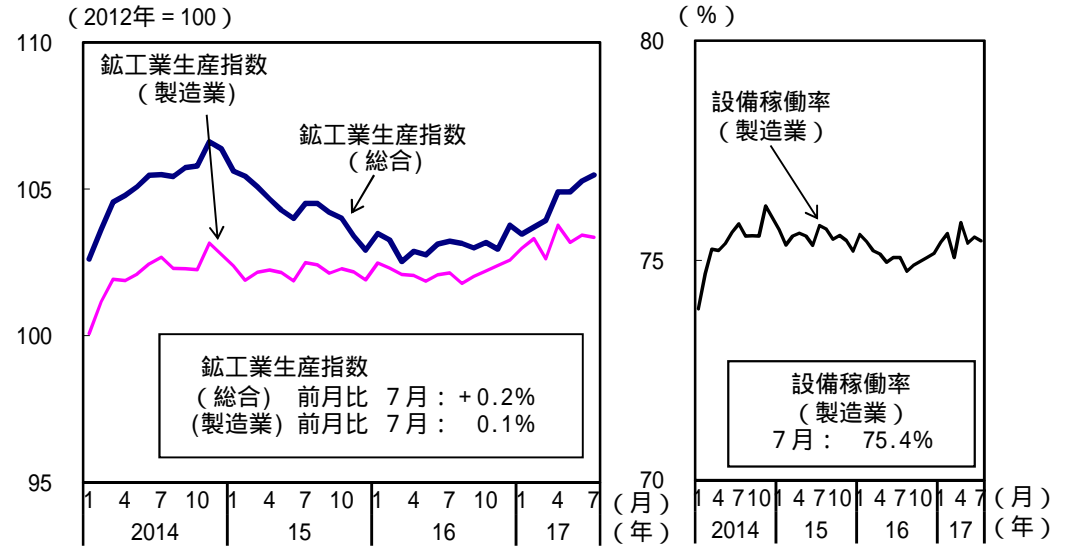 （2012年＝100）
110
105
100
95
鉱工業生産指数
（製造業）
鉱工業生産指数
（総合）
鉱工業生産指数
（総合） 前月比 7月：＋0.2%
（製造業） 前月比 7月： 0.1%
1 4 7 10 1 4 7 10 1 4 7 10 1 4 7 （月）
2014 15 16 17 （年）
（％）
80
75
70
設備稼働率
（製造業）
設備稼働率
（製造業）
7月： 75.4%
1 4 7 10 1 4 7 10 1 4 7 10 1 4 7 （月）
2014 15 16 17 （年）